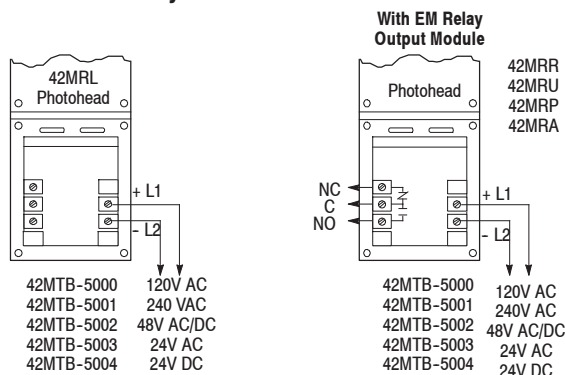 42MRL
Photohead
+ L1
- L2
42MTB-5000 120V AC
42MTB-5001 240 VAC
42MTB-5002 48V AC/DC
42MTB-5003 24V AC
42MTB-5004 24V DC
With EM Relay
Output Module
Photohead
42MRR
42MRU
42MRP
42MRA
NC
C
NO
+ L1
- L2
42MTB-5000 120V AC
42MTB-5001 240V AC
42MTB-5002 48V AC/DC
42MTB-5003 24V AC
42MTB-5004 24V DC